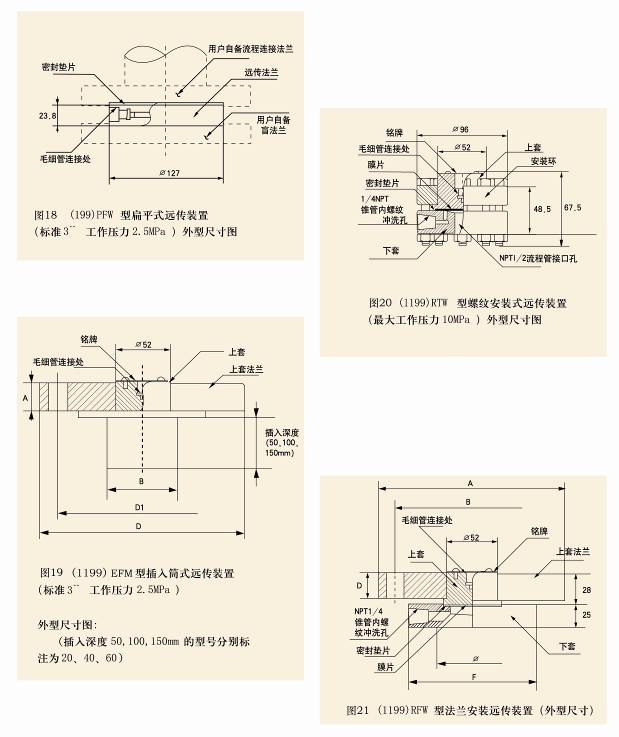 用户自备流程连接法兰
密封垫片
远传法兰
23.8
用户自备
盲法兰
毛细管连接处
⌀127
图18 (199)PFW 型扁平式远传装置
(标准3¨ 工作压力2.5MPa ) 外型尺寸图
⌀96
铭牌
毛细管连接处
⌀52
上套
膜片
安装环
密封垫片
1/4NPT
锥管内螺纹
冲洗孔
48.5
67.5
下套
NPT1/2流程管接口孔
图20 (1199)RTW 型螺纹安装式远传装置
(最大工作压力10MPa ) 外型尺寸图
铭牌
⌀52
上套
毛细管连接处
上套法兰
A
插入深度
(50,100,
150mm)
B
D1
D
图19 (1199) EFM 型插入筒式远传装置
(标准3¨ 工作压力2.5MPa )
外型尺寸图:
(插入深度 50,100,150mm 的型号分别标
注为20、40、60)
A
B
毛细管连接处
铭牌
⌀52
上套
上套法兰
D
28
NPT1/4
锥管内螺
纹冲洗孔
25
密封垫片
下套
膜片
⌀
F
图21 (1199)RFW 型法兰安装远传装置 (外型尺寸)